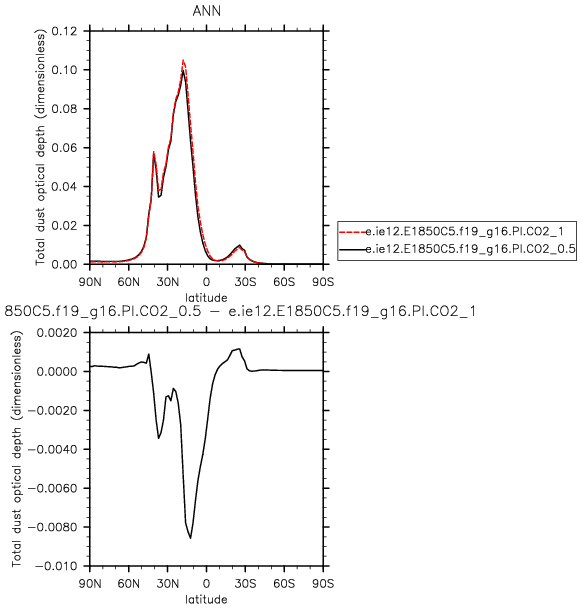 ANN
Total dust optical depth (dimensionless)
0.12
0.10
0.08
0.06
0.04
0.02
0.00
90N 60N 30N 0 30S 60S 90S
latitude
e.ie12.E1850C5.f19_g16.PI.CO2_1
e.ie12.E1850C5.f19_g16.PI.CO2_0.5
850C5.f19_g16.PI.CO2_0.5 − e.ie12.E1850C5.f19_g16.PI.CO2_1
Total dust optical depth (dimensionless)
0.0020
0.0000
−0.0020
−0.0040
−0.0060
−0.0080
−0.010
90N 60N 30N 0 30S 60S 90S
latitude